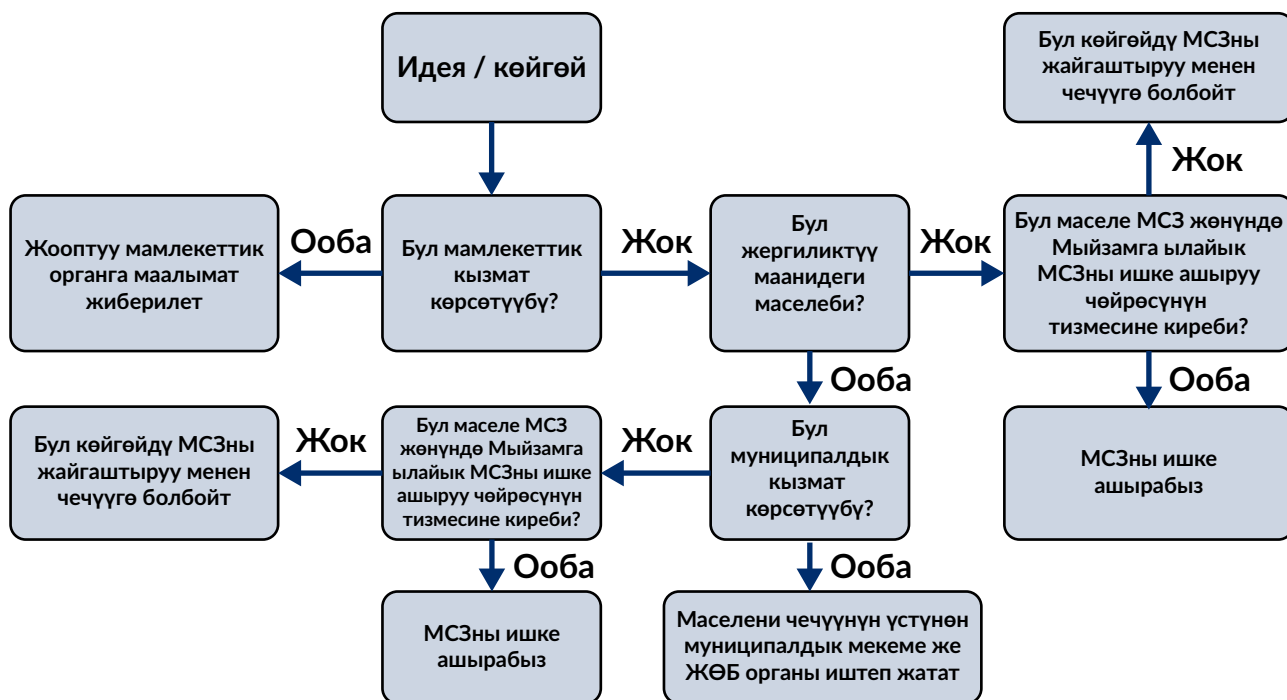 Идея / көйгөй
Бул көйгөйдү МСЗны
жайгаштыруу менен
чечүүгө болбойт
Жок
Жооптуу мамлекеттик
органга маалымат
жиберилет
Ооба
Бул мамлекеттик
кызмат
көрсөтүүбү?
Жок
Бул
жергиликтүү
маанидеги
маселеби?
Жок
Бул маселе МСЗ жөнүндө
Мыйзамга ылайык
МСЗны ишке ашыруу
чөйрөсүнүн
тизмесине киреби?
Ооба
Ооба
Бул көйгөйдү МСЗны
жайгаштыруу менен
чечүүгө болбойт
Жок
Бул маселе МСЗ
жөнүндө Мыйзамга
ылайык МСЗны ишке
ашыруу чөйрөсүнүн
тизмесине киреби?
Жок
Бул
муниципалдык
кызмат
көрсөтүүбү?
МСЗны ишке
ашырабыз
Ооба
Ооба
МСЗны ишке
ашырабыз
Маселени чечүүнүн үстүнөн
муниципалдык мекеме же
ЖӨБ органы иштеп жатат